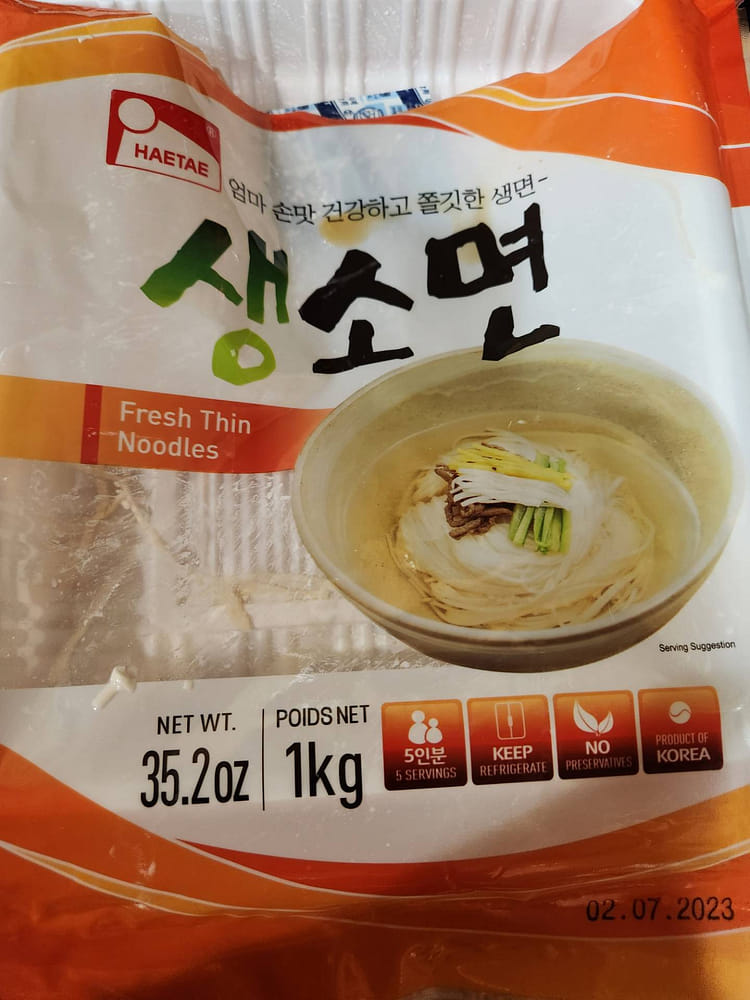 HAETAE
엄마 손맛 건강하고 쫄깃한 생면-
생소면
Fresh Thin
Noodles
Serving Suggestion
NET WT.
35.2oz
POIDS NET
1kg
5인분
5 SERVINGS
KEEP
REFRIGERATE
NO
PRESERVATIVES
PRODUCT OF
KOREA
02.07.2023